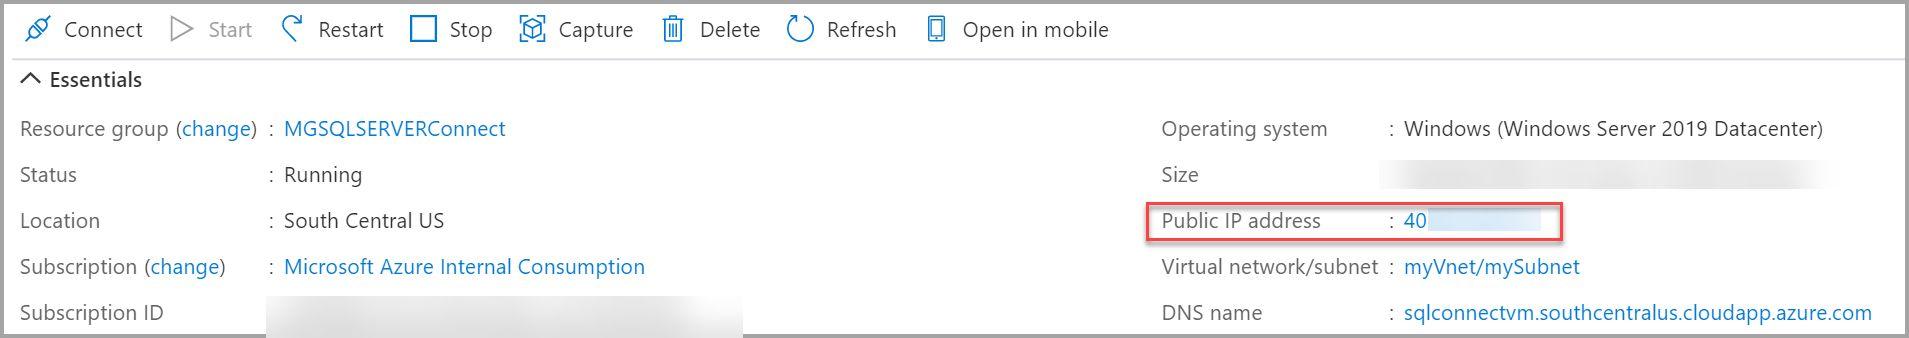 Connect Start Restart Stop Capture Delete Refresh Open in mobile
Essentials
Resource group (change) : MGSQLSERVERConnect
Status : Running
Location : South Central US
Subscription (change) : Microsoft Azure Internal Consumption
Subscription ID
Operating system : Windows (Windows Server 2019 Datacenter)
Size
Public IP address : 40
Virtual network/subnet : myVnet/mySubnet
DNS name : sqlconnectvm.southcentralus.cloudapp.azure.com